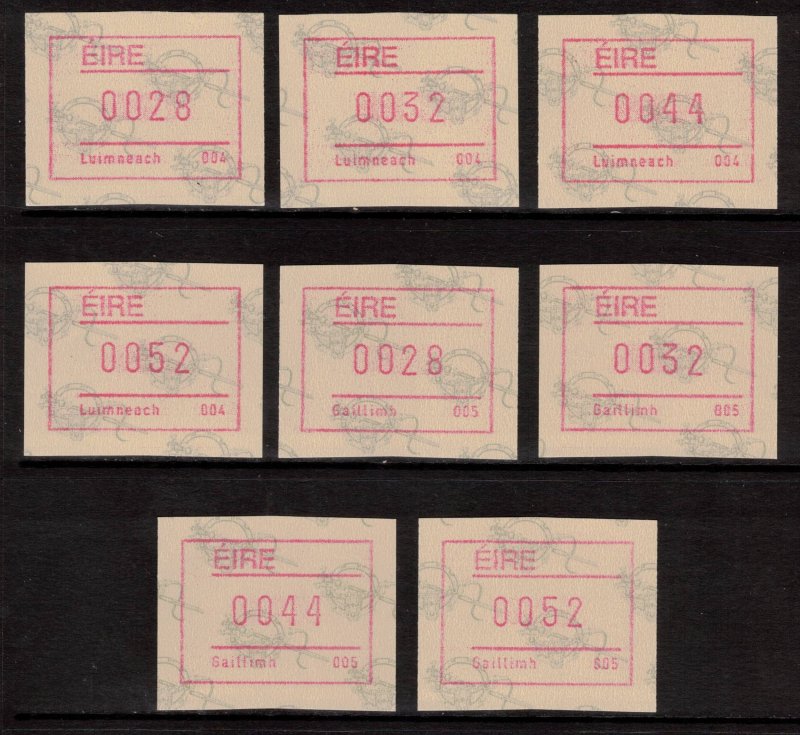 ÉIRE
0028
Luimneach 004
ÉIRE
0032
Luimneach 004
ÉIRE
0044
Luimneach 004
ÉIRE
0052
Luimneach 004
ÉIRE
0028
Gaillimh 005
ÉIRE
0032
Gaillimh 005
ÉIRE
0044
Gaillimh 005
ÉIRE
0052
Gaillimh 005